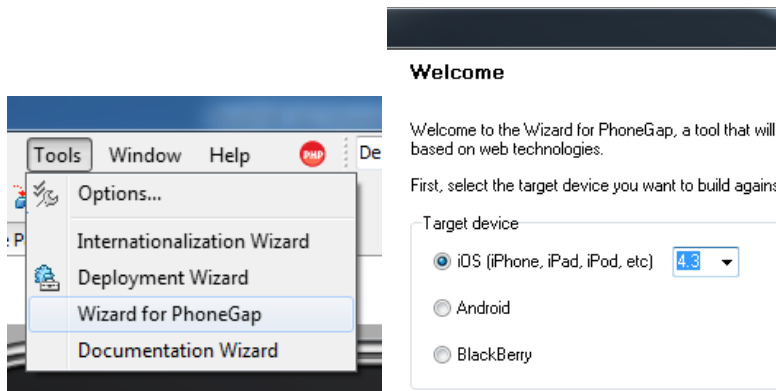 Tools Window Help PHP De
Options...
P
Internationalization Wizard
Deployment Wizard
Wizard for PhoneGap
Documentation Wizard
Welcome
Welcome to the Wizard for PhoneGap, a tool that will
based on web technologies.
First, select the target device you want to build agains
Target device
iOS (iPhone, iPad, iPod, etc) 4.3
Android
BlackBerry